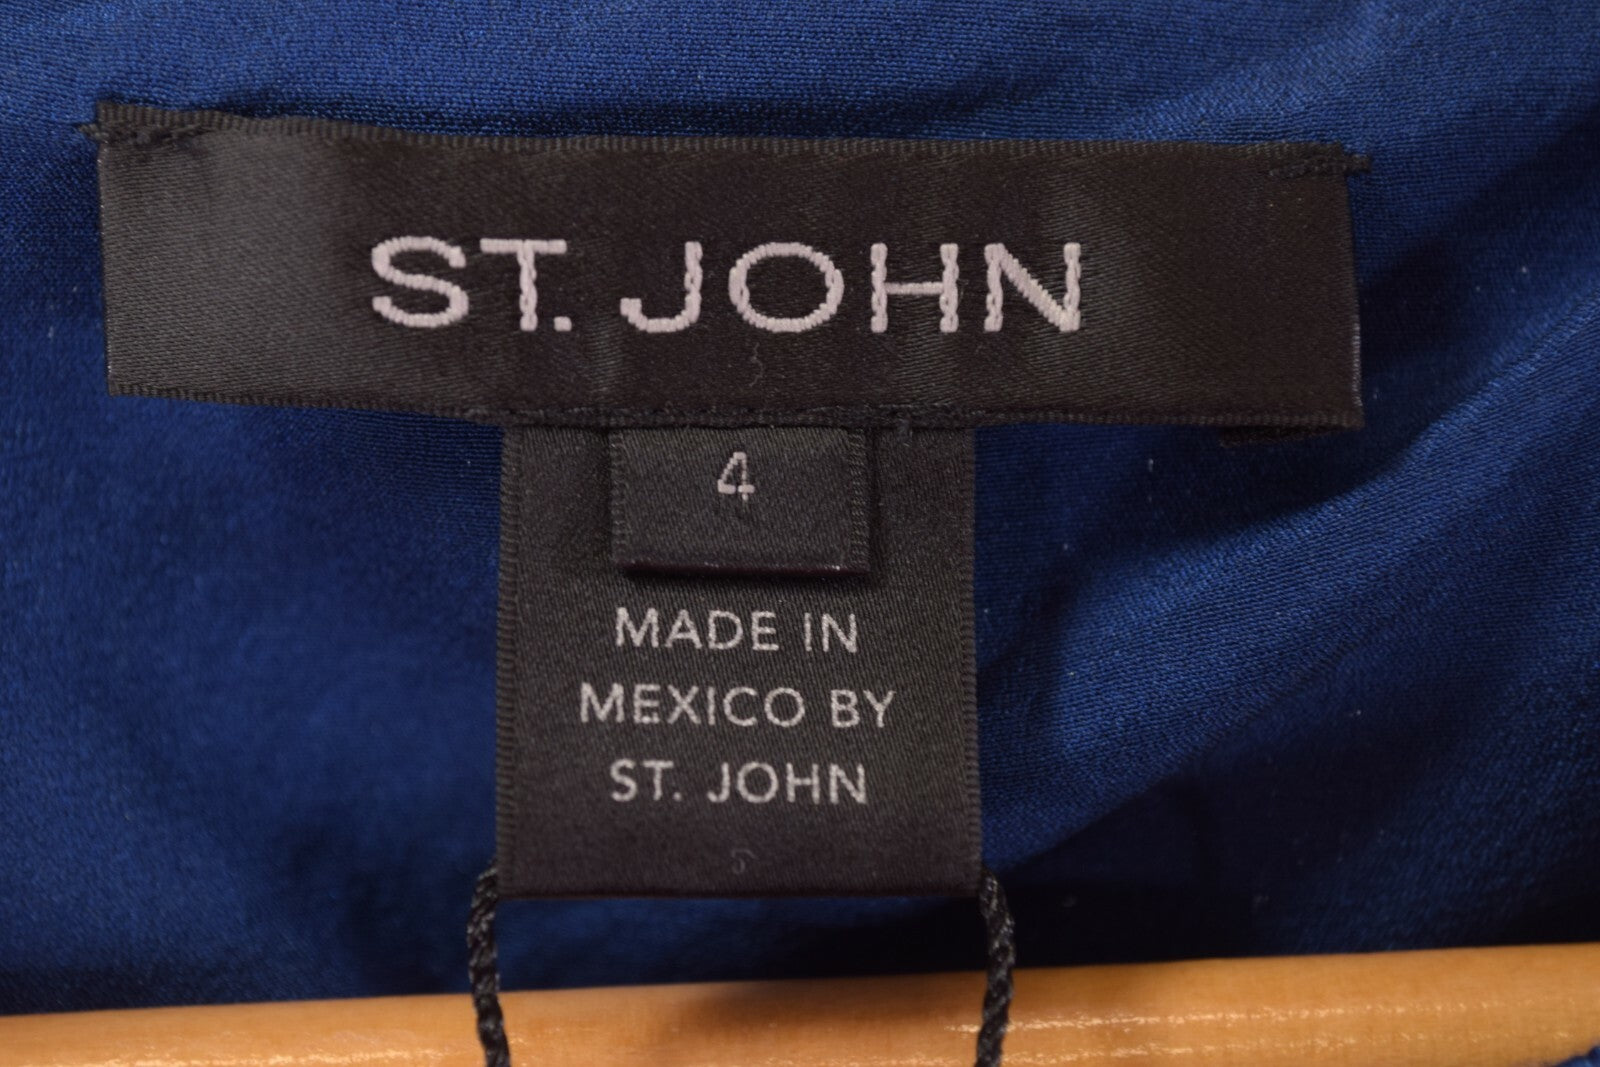 ST. JOHN
4
MADE IN
MEXICO BY
ST. JOHN